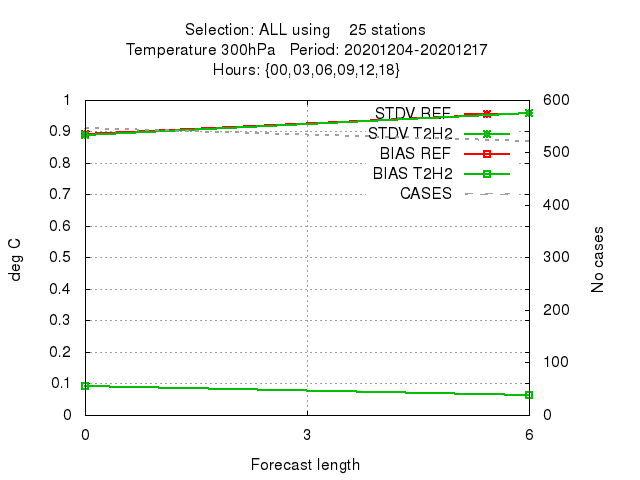 Selection: ALL using 25 stations
Temperature 300hPa Period: 20201204-20201217
Hours: {00,03,06,09,12,18}
1
0.9
0.8
0.7
0.6
0.5
0.4
0.3
0.2
0.1
0
600
500
400
300
200
100
0
STDV REF
STDV T2H2
BIAS REF
BIAS T2H2
CASES
deg C
No cases
0 3 6
Forecast length